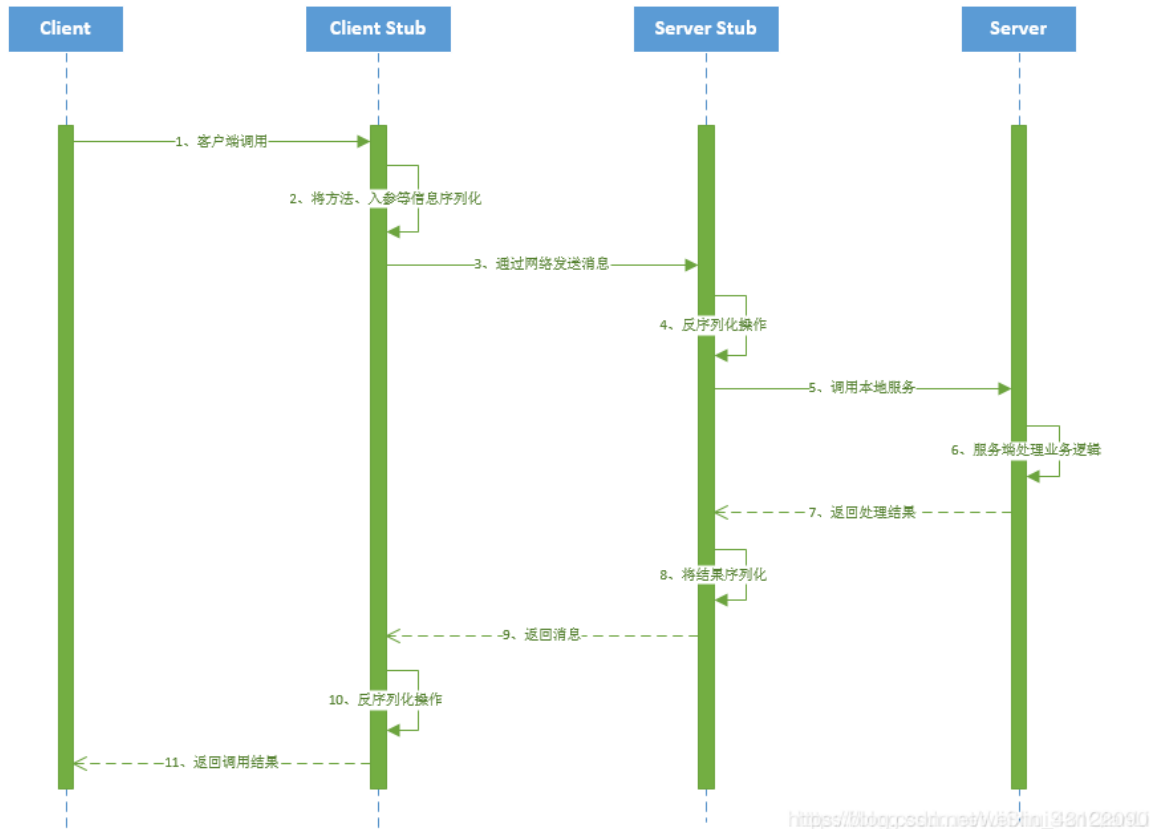 Client
Client Stub
Server Stub
Server
1、客户端调用
2、将方法、入参等信息序列化
3、通过网络发送消息
4、反序列化操作
5、调用本地服务
6、服务端处理业务逻辑
7、返回处理结果
8、将结果序列化
9、返回消息
10、反序列化操作
11、返回调用结果